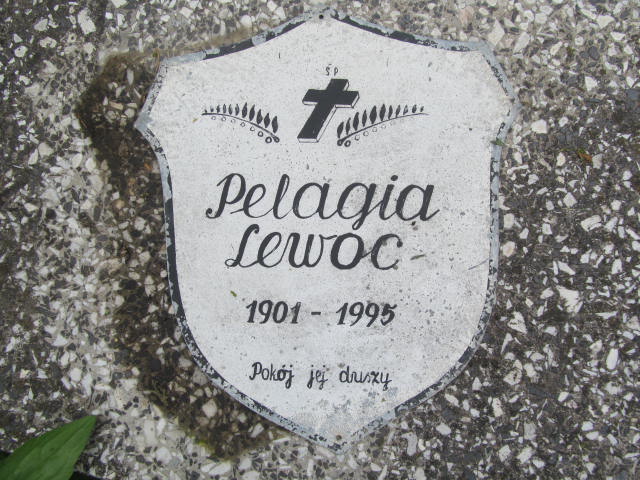 Ś P
Pelagia
Lewoc
1901 - 1995
Pokój jej duszy